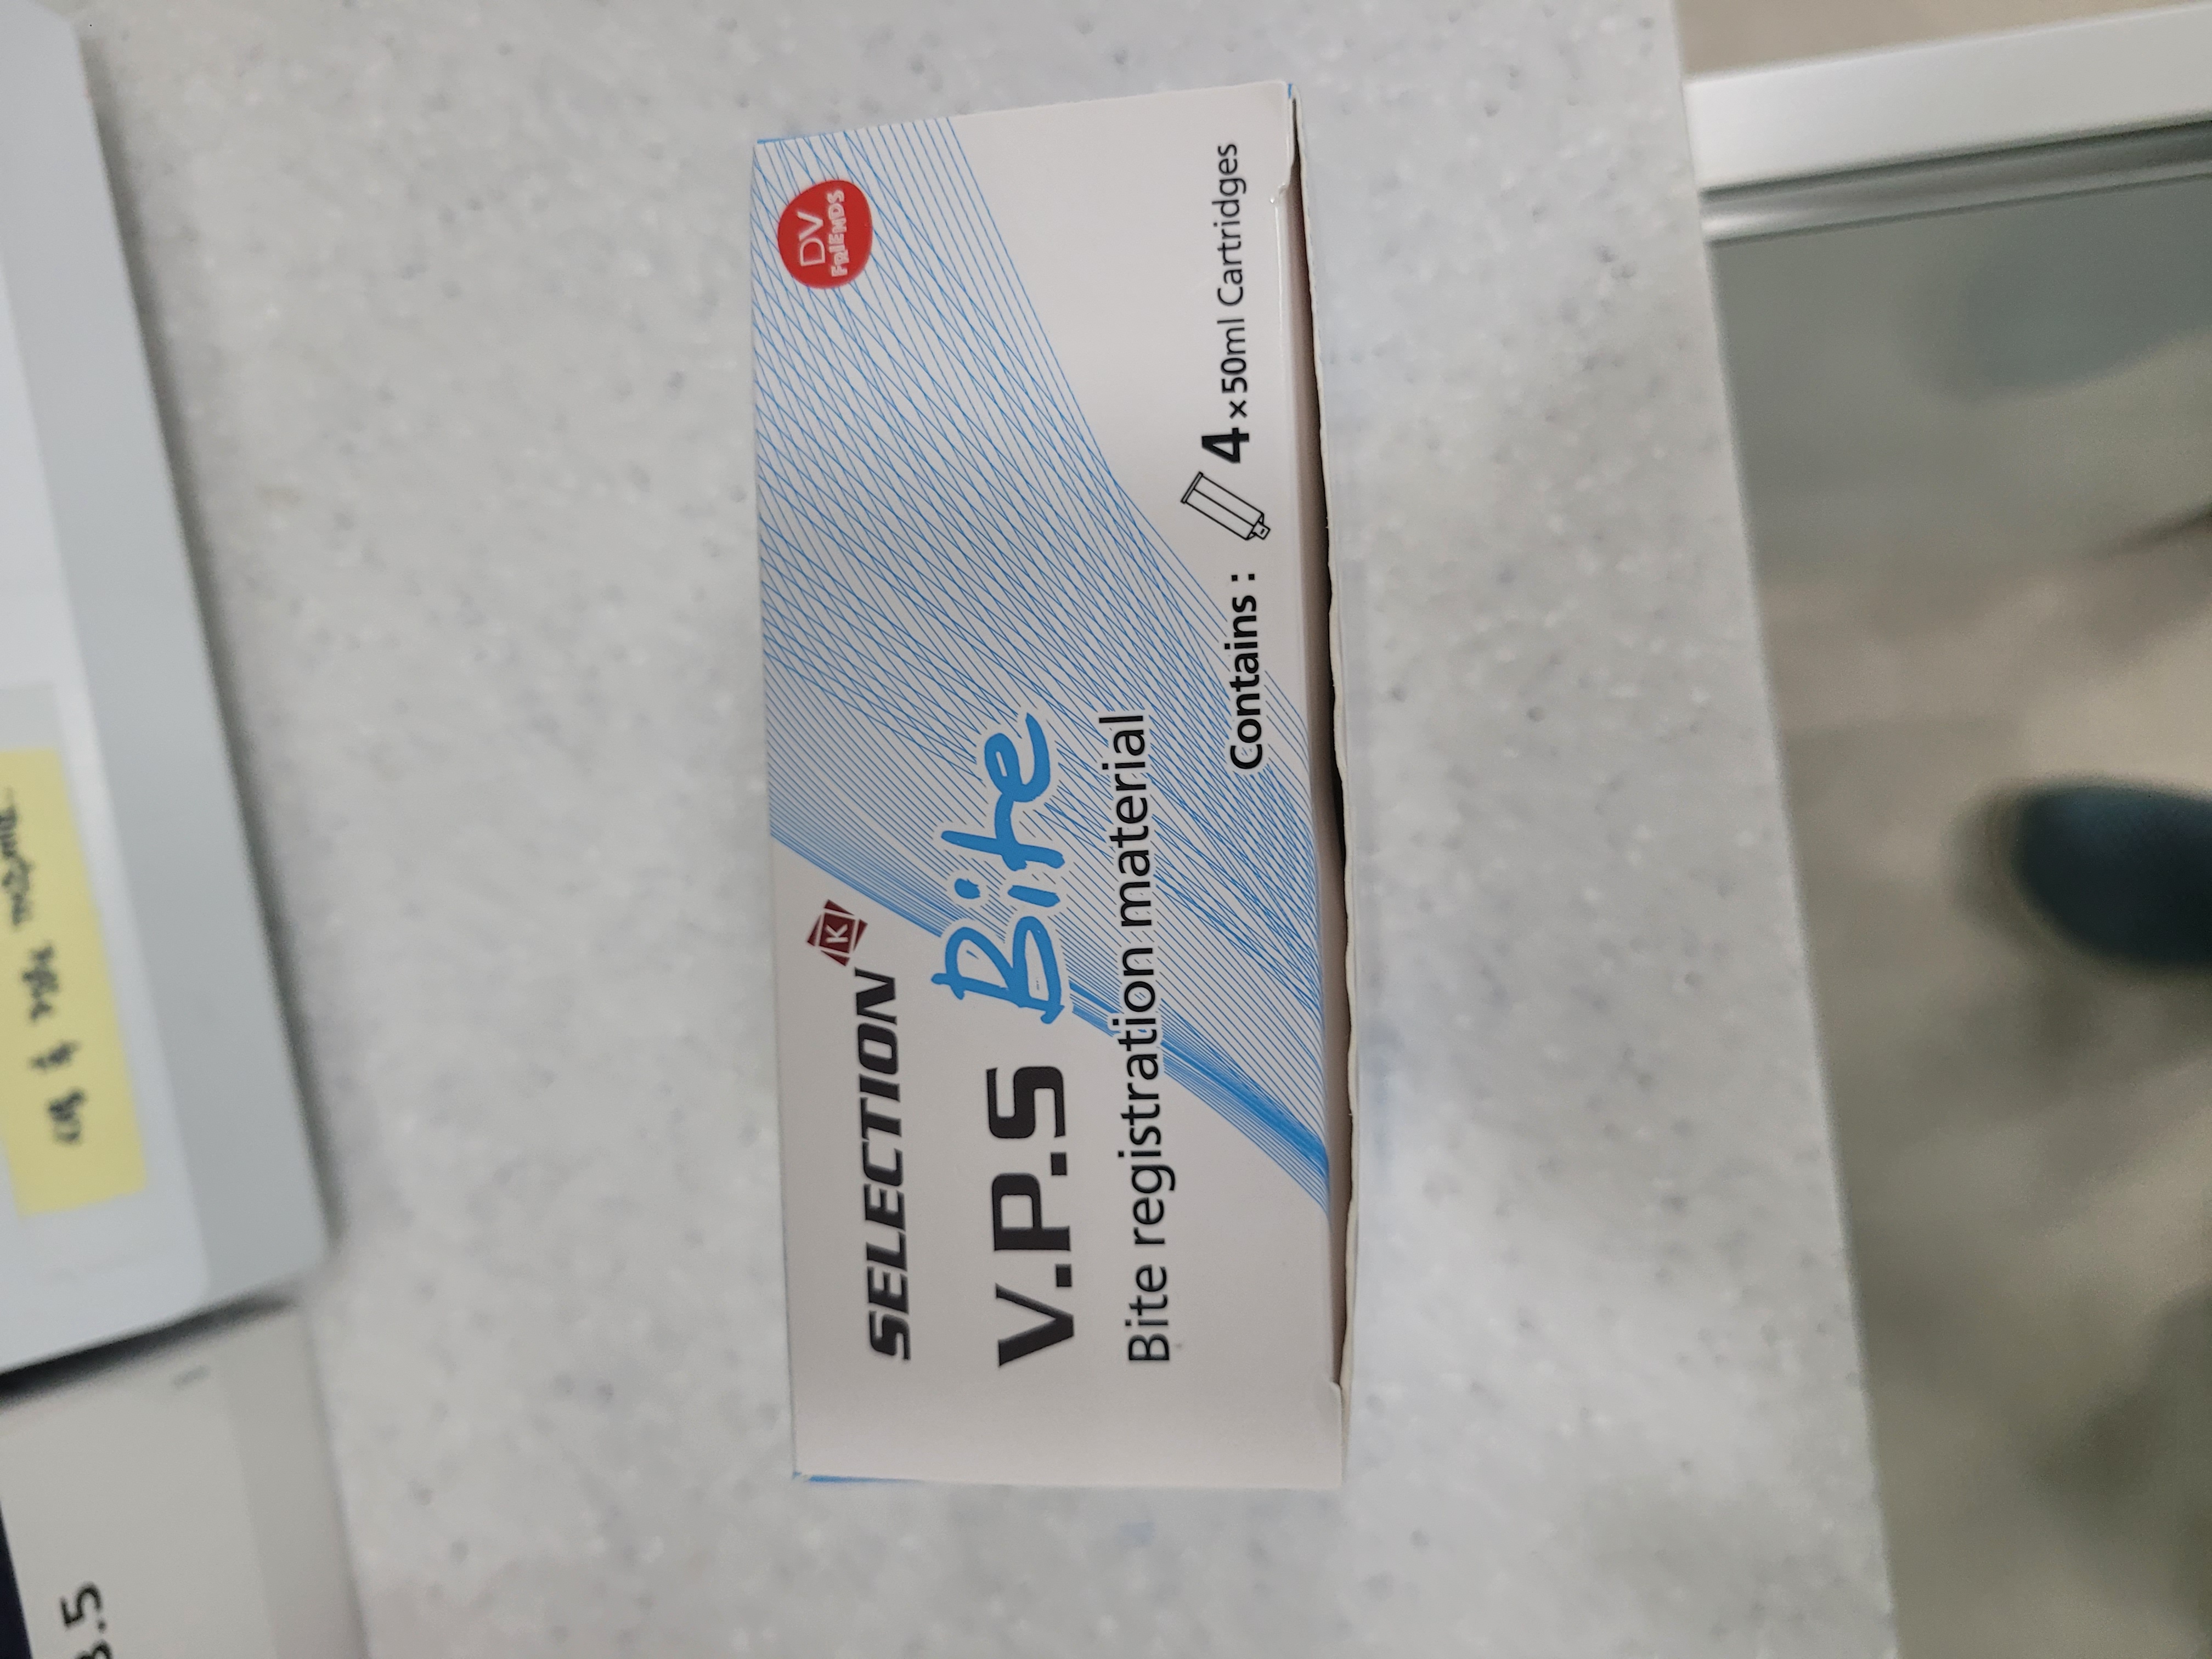 3.5
SELECTION K
DV
FRIENDS
V.P.S Bite
Bite registration material
Contains : 4 x 50ml Cartridges